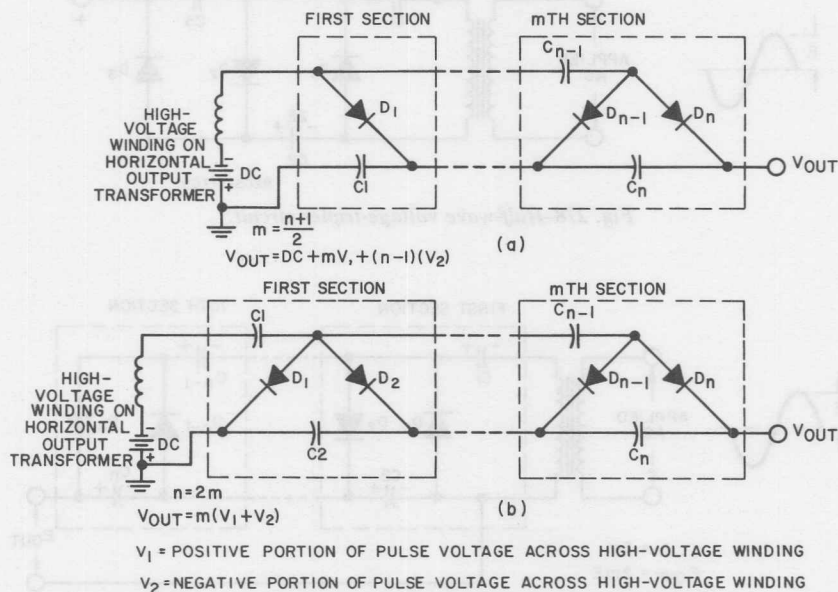 FIRST SECTION
mTH SECTION
Cn-1
D1
Dn-1
Dn
HIGH-
VOLTAGE
WINDING ON
HORIZONTAL
OUTPUT
TRANSFORMER
-
DC
+
C1
Cn
VOUT
m = n+1
2
(a)
VOUT = DC + mV, + (n-1)(V2)
FIRST SECTION
mTH SECTION
C1
Cn-1
D1
D2
Dn-1
Dn
HIGH-
VOLTAGE
WINDING ON
HORIZONTAL
OUTPUT
TRANSFORMER
-
DC
+
C2
Cn
VOUT
n = 2m
(b)
VOUT = m(V1 + V2)
V1 = POSITIVE PORTION OF PULSE VOLTAGE ACROSS HIGH-VOLTAGE WINDING
V2 = NEGATIVE PORTION OF PULSE VOLTAGE ACROSS HIGH-VOLTAGE WINDING